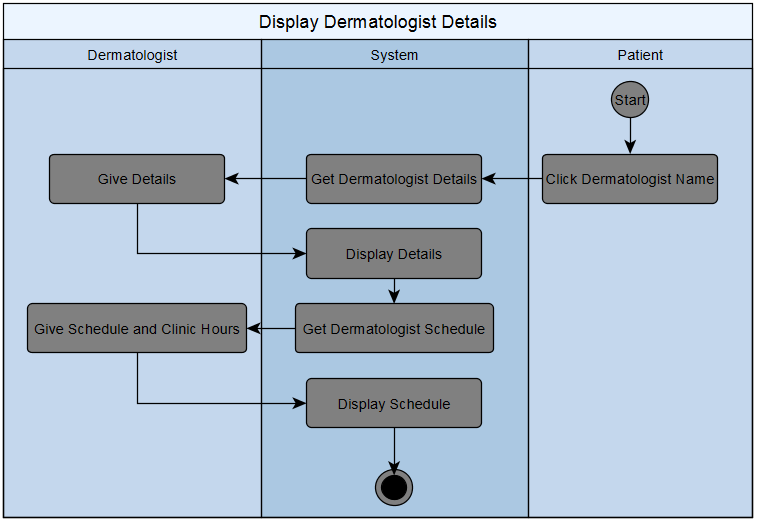 Display Dermatologist Details
Dermatologist
System
Patient
Start
Give Details
Get Dermatologist Details
Click Dermatologist Name
Display Details
Give Schedule and Clinic Hours
Get Dermatologist Schedule
Display Schedule